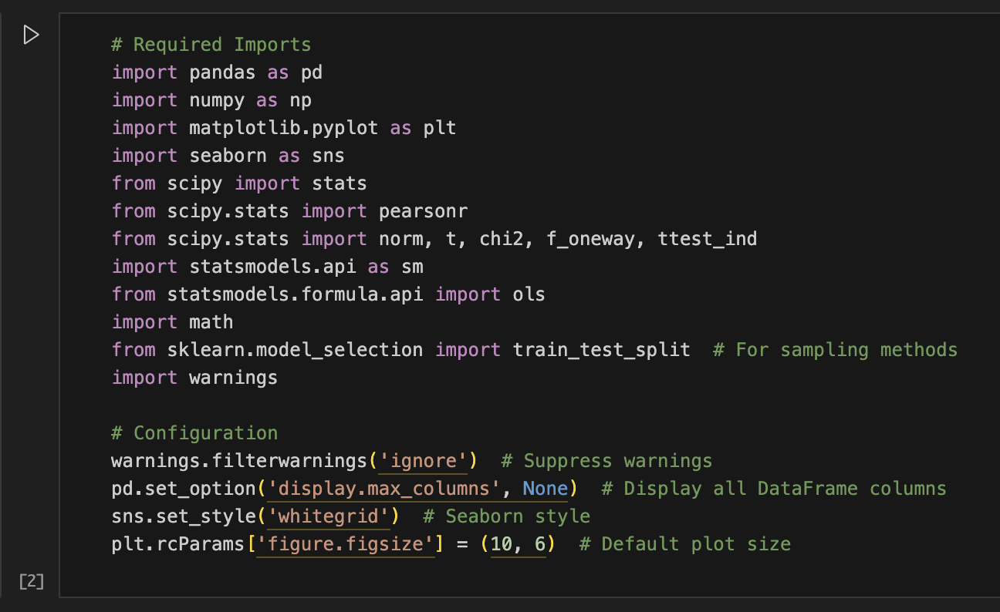 # Required Imports
import pandas as pd
import numpy as np
import matplotlib.pyplot as plt
import seaborn as sns
from scipy import stats
from scipy.stats import pearsonr
from scipy.stats import norm, t, chi2, f_oneway, ttest_ind
import statsmodels.api as sm
from statsmodels.formula.api import ols
import math
from sklearn.model_selection import train_test_split  # For sampling methods
import warnings

# Configuration
warnings.filterwarnings('ignore')  # Suppress warnings
pd.set_option('display.max_columns', None)  # Display all DataFrame columns
sns.set_style('whitegrid')  # Seaborn style
plt.rcParams['figure.figsize'] = (10, 6)  # Default plot size
[2]